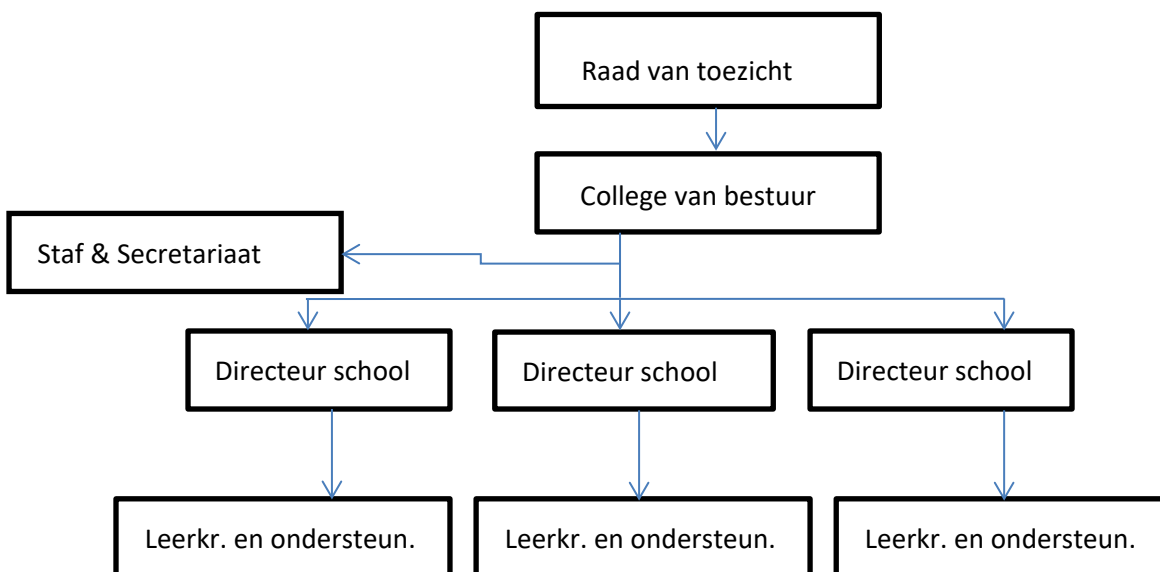 Raad van toezicht
College van bestuur
Staf & Secretariaat
Directeur school
Directeur school
Directeur school
Leerkr. en ondersteun.
Leerkr. en ondersteun.
Leerkr. en ondersteun.